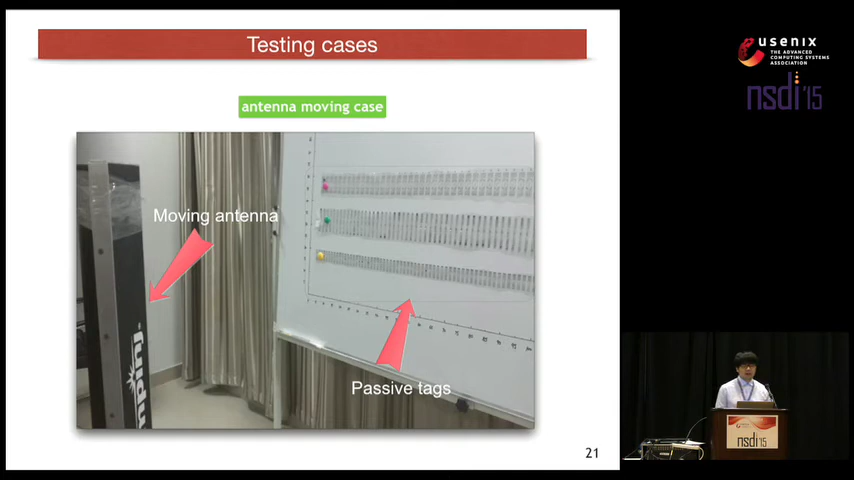 Testing cases
antenna moving case
Moving antenna
Passive tags
21
usenix
THE ADVANCED
COMPUTING SYSTEMS
ASSOCIATION
nsdi '15
nsdi'15